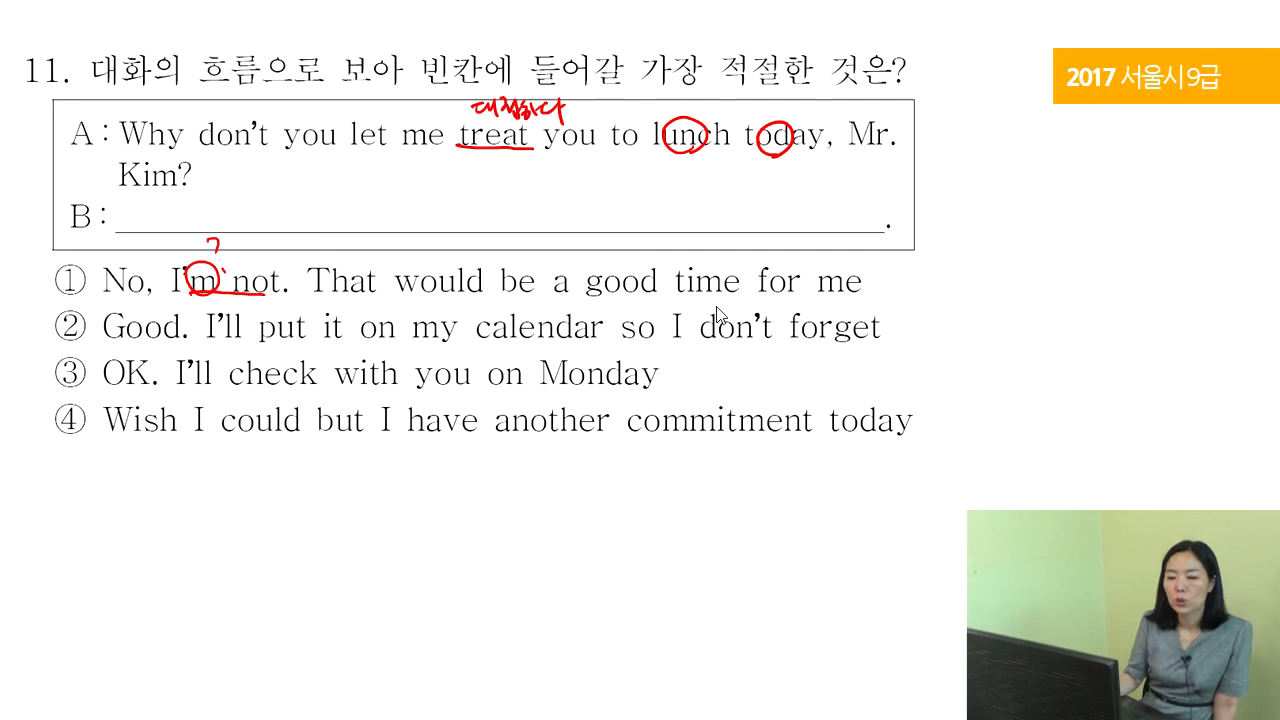 11. 대화의 흐름으로 보아 빈칸에 들어갈 가장 적절한 것은?
2017 서울시 9급
대접하다
A : Why don't you let me treat you to lunch today, Mr.
Kim?
B : ______.
?
① No, I'm not. That would be a good time for me
② Good. I'll put it on my calendar so I don't forget
③ OK. I'll check with you on Monday
④ Wish I could but I have another commitment today